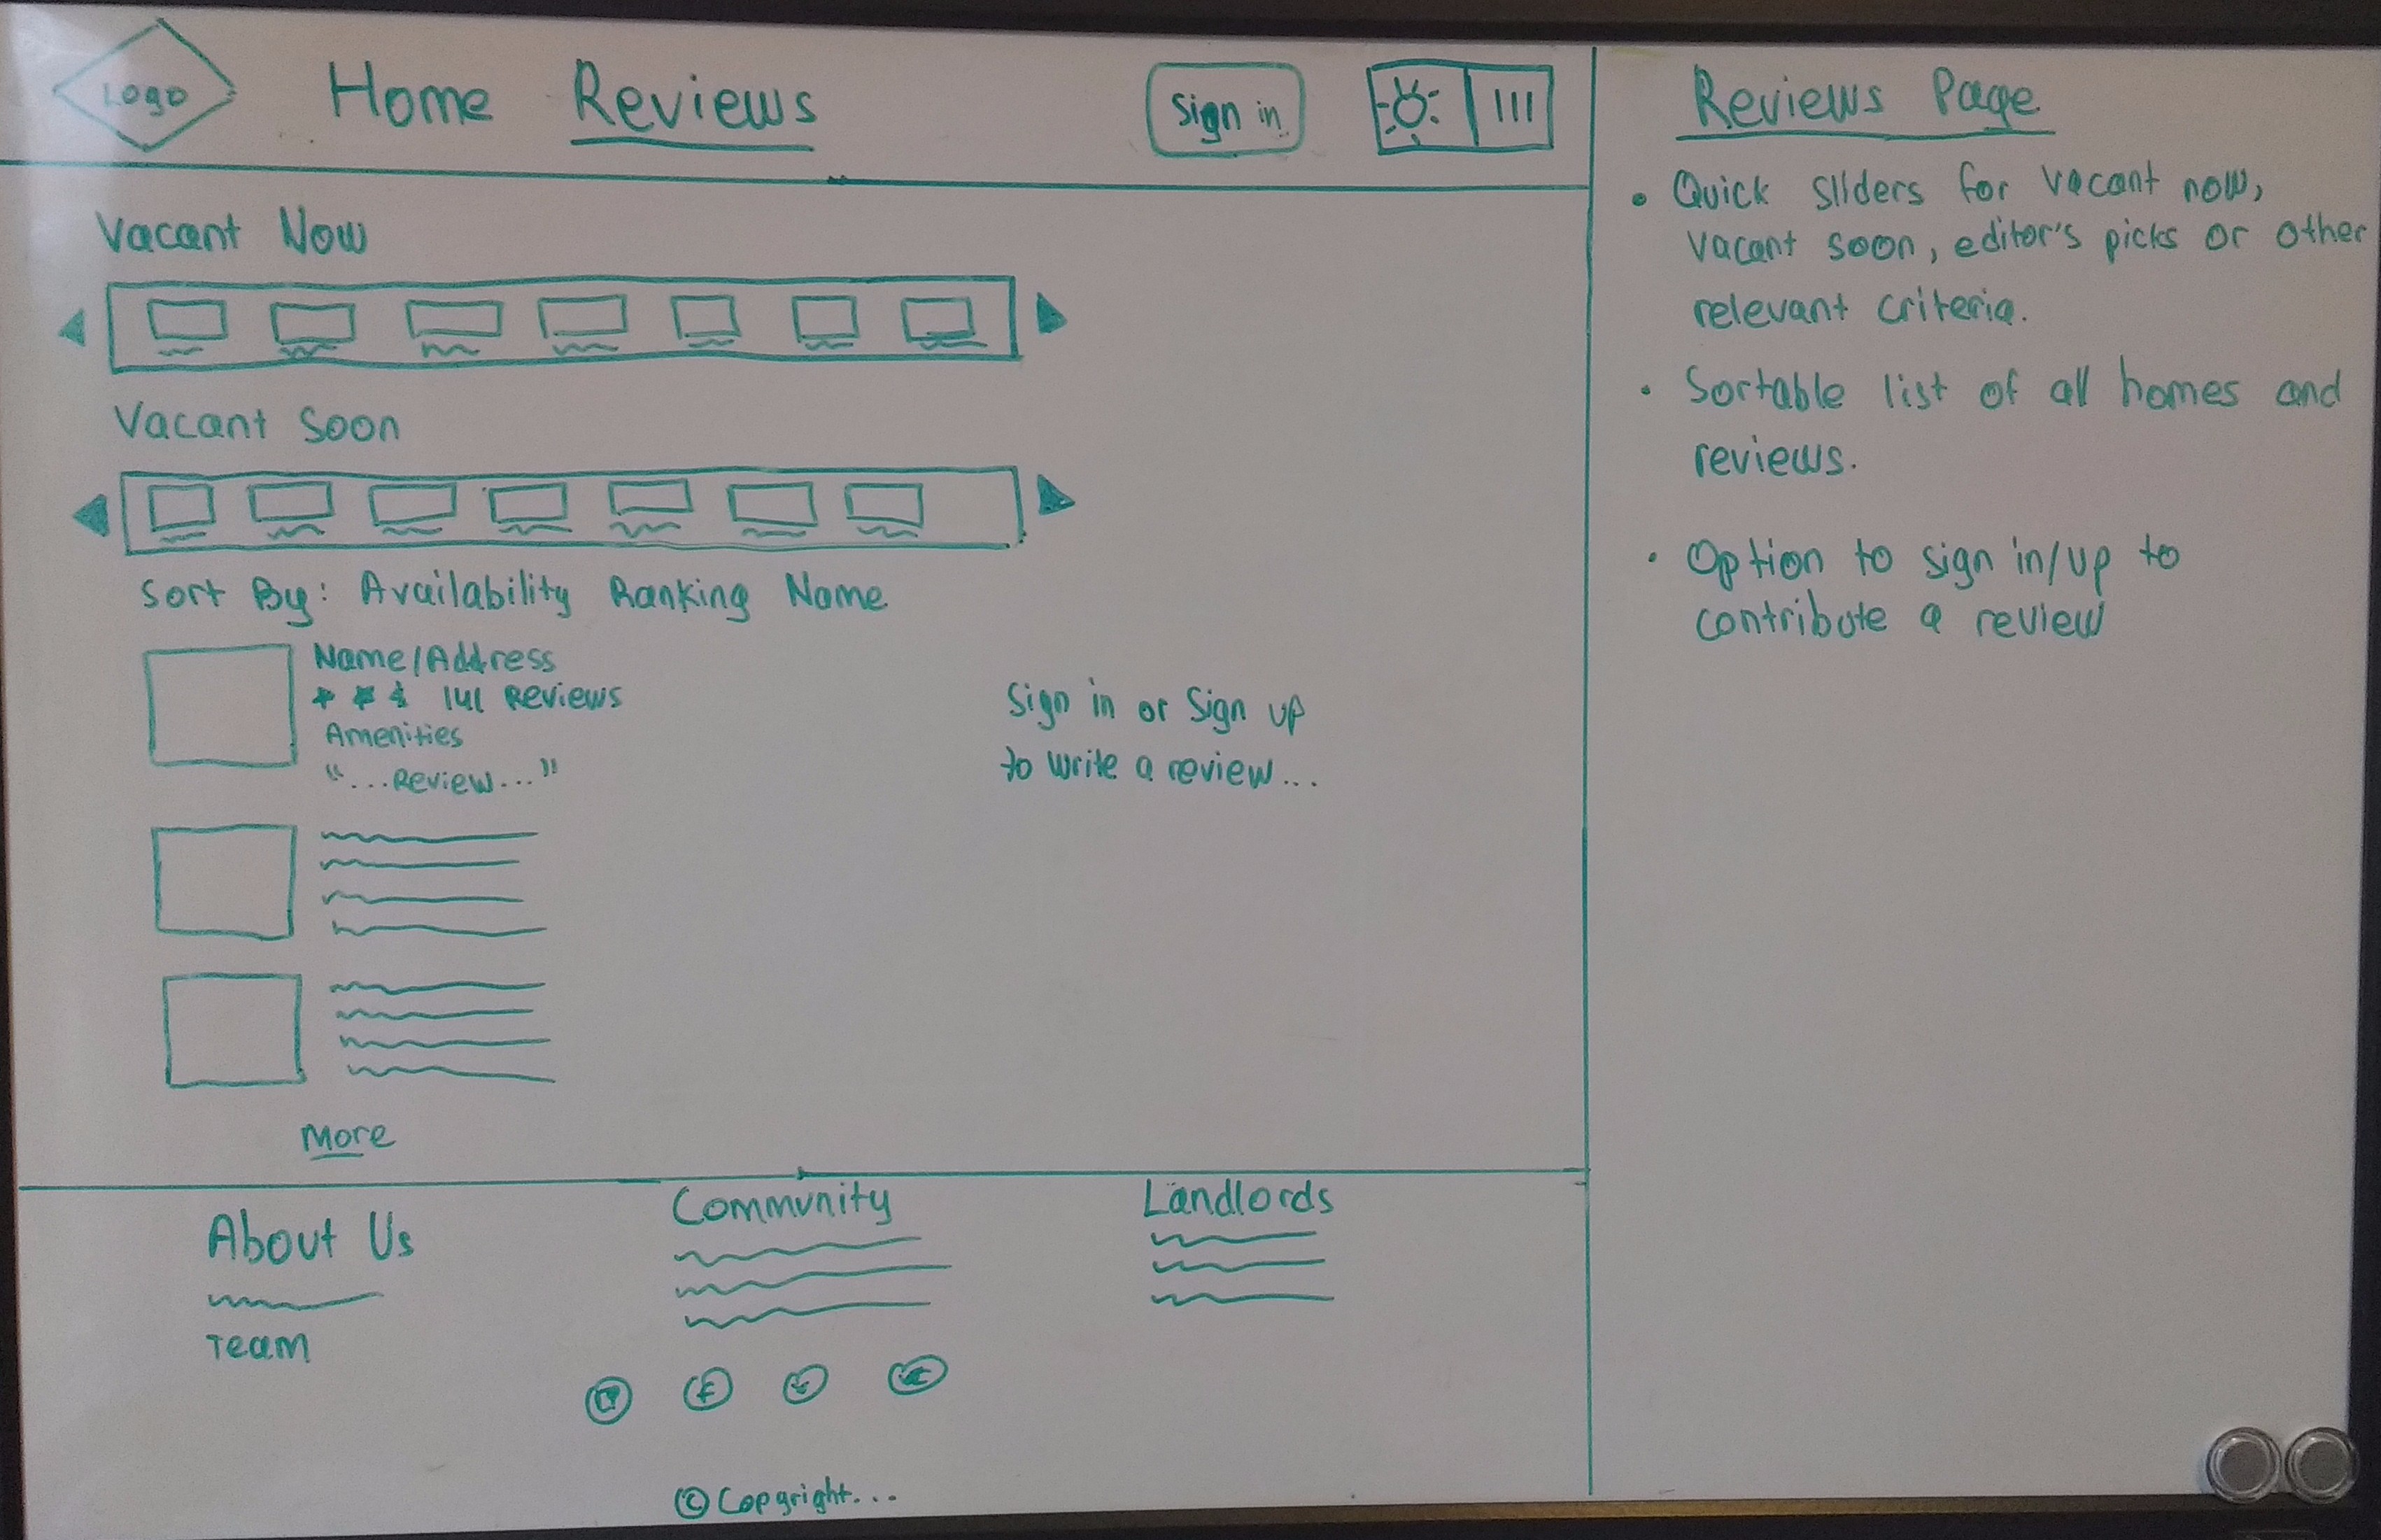 Logo
Home Reviews
Sign in
Vacant Now
Vacant Soon
Sort By: Availability Ranking Name
Name/Address
141 Reviews
Amenities
"...Review..."
Sign in or Sign up
to write a review...
More
About Us
Team
Community
Landlords
© Copyright...
Reviews Page
• Quick sliders for vacant now,
vacant soon, editor's picks or other
relevant criteria.
• Sortable list of all homes and
reviews.
• Option to sign in/up to
contribute a review